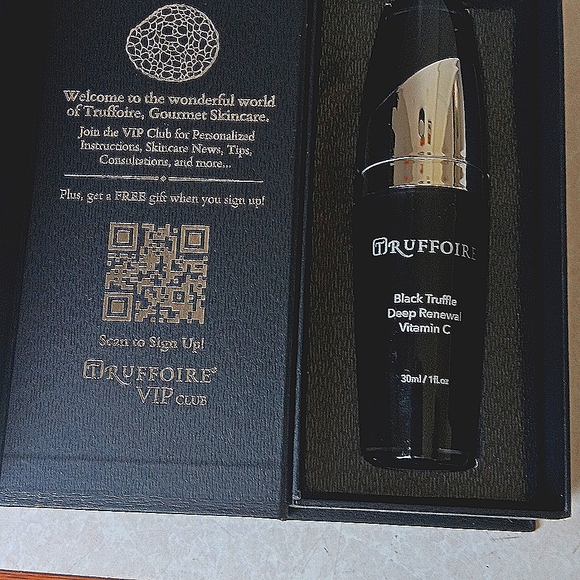 Welcome to the wonderful world
of Truffoire, Gourmet Skincare.
Join the VIP Club for Personalized
Instructions, Skincare News, Tips,
Consultations, and more...
Plus, get a FREE gift when you sign up!
Scan to Sign Up!
TRUFFOIRE®
VIP CLUB
TRUFFOIRE
Black Truffle
Deep Renewal
Vitamin C
30ml / 1fl.oz